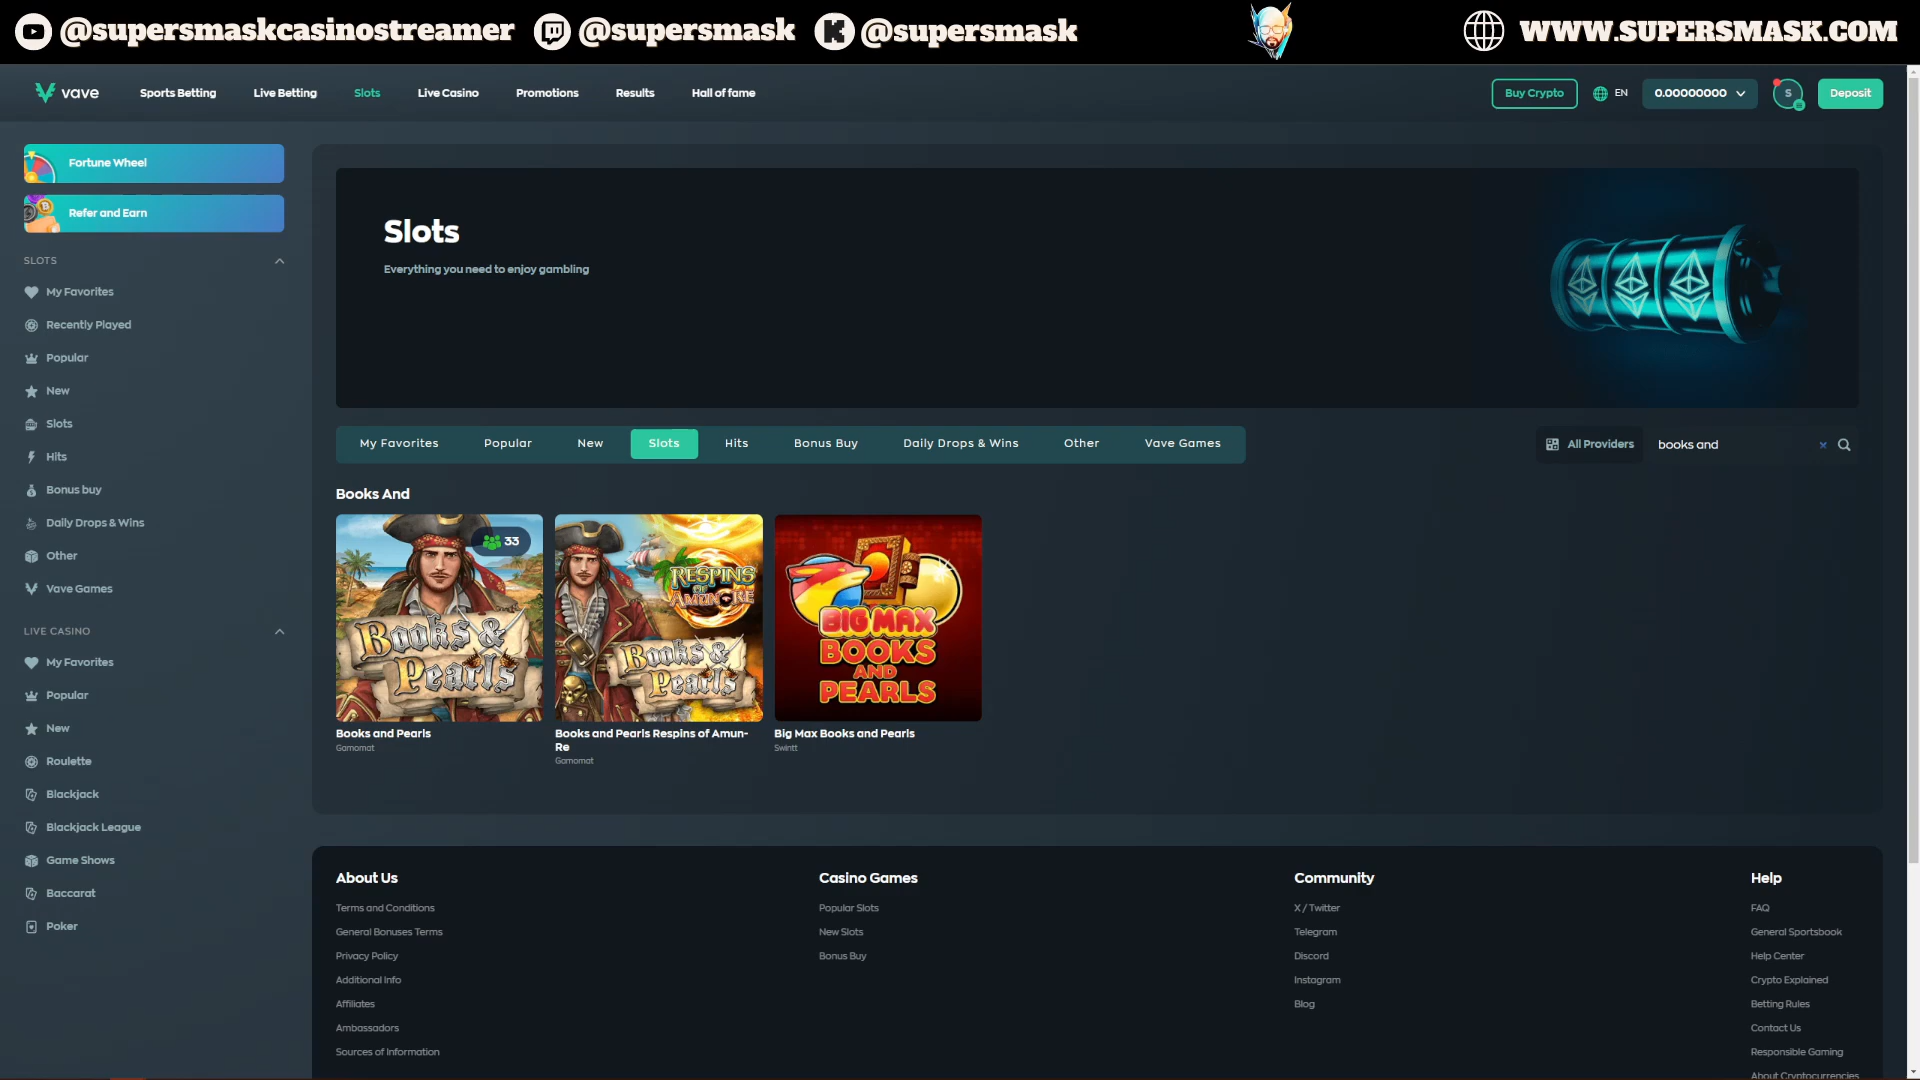 @supersmaskcasinostreamer @supersmask @supersmask WWW.SUPERSMASK.COM
vave Sports Betting Live Betting Slots Live Casino Promotions Results Hall of fame Buy Crypto EN 0.00000000 S Deposit
Fortune Wheel
Refer and Earn
SLOTS
My Favorites
Recently Played
Popular
New
Slots
Hits
Bonus buy
Daily Drops & Wins
Other
Vave Games
LIVE CASINO
My Favorites
Popular
New
Roulette
Blackjack
Blackjack League
Game Shows
Baccarat
Poker
Slots
Everything you need to enjoy gambling
My Favorites Popular New Slots Hits Bonus Buy Daily Drops & Wins Other Vave Games All Providers books and
Books And
33
Books &
Pearls
Books and Pearls
Gamomat
RESPINS
OF
AMUN-RE
Books &
Pearls
Books and Pearls Respins of Amun-
Re
Gamomat
BIG MAX
BOOKS
AND
PEARLS
Big Max Books and Pearls
Swintt
About Us
Terms and Conditions
General Bonuses Terms
Privacy Policy
Additional Info
Affiliates
Ambassadors
Sources of Information
Casino Games
Popular Slots
New Slots
Bonus Buy
Community
X / Twitter
Telegram
Discord
Instagram
Blog
Help
FAQ
General Sportsbook
Help Center
Crypto Explained
Betting Rules
Contact Us
Responsible Gaming
About Cryptocurrencies